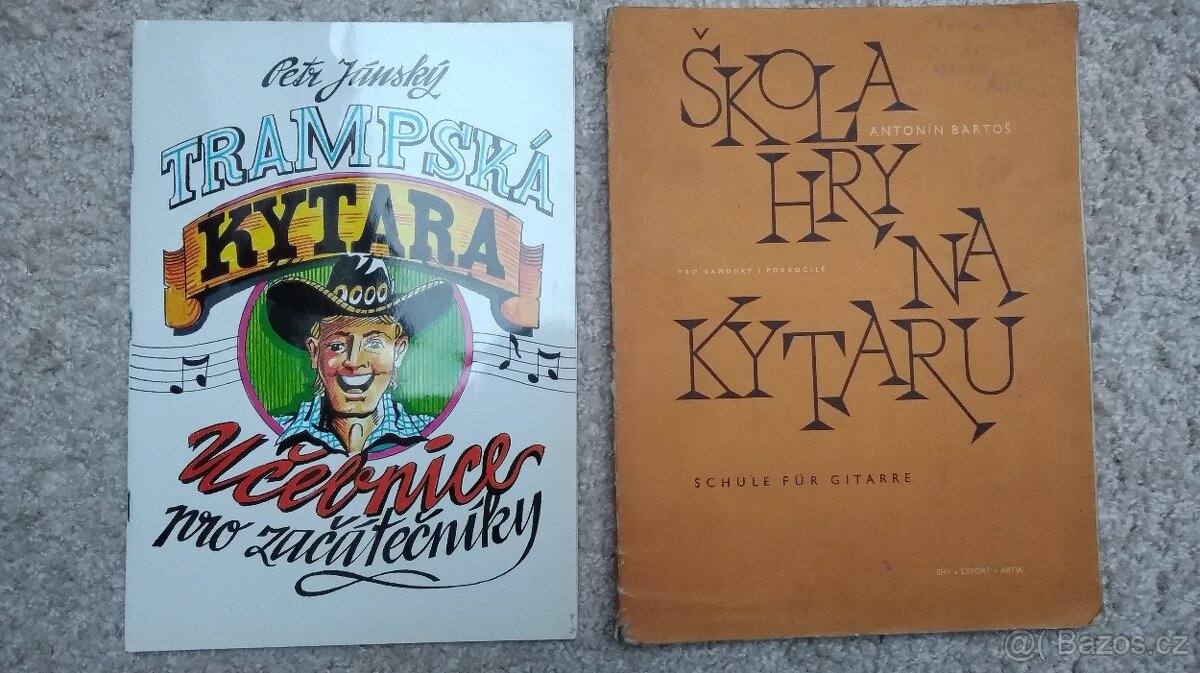 Petr Jánský
TRAMPSKÁ
KYTARA
Učebnice
pro začátečníky
ŠKOLA
ANTONÍN BARTOŠ
HRY
PRO SAMOUKY I POKROČILÉ
NA
KYTARU
SCHULE FÜR GITARRE
SHV • EXPORT • ARTIA
Bazos.cz